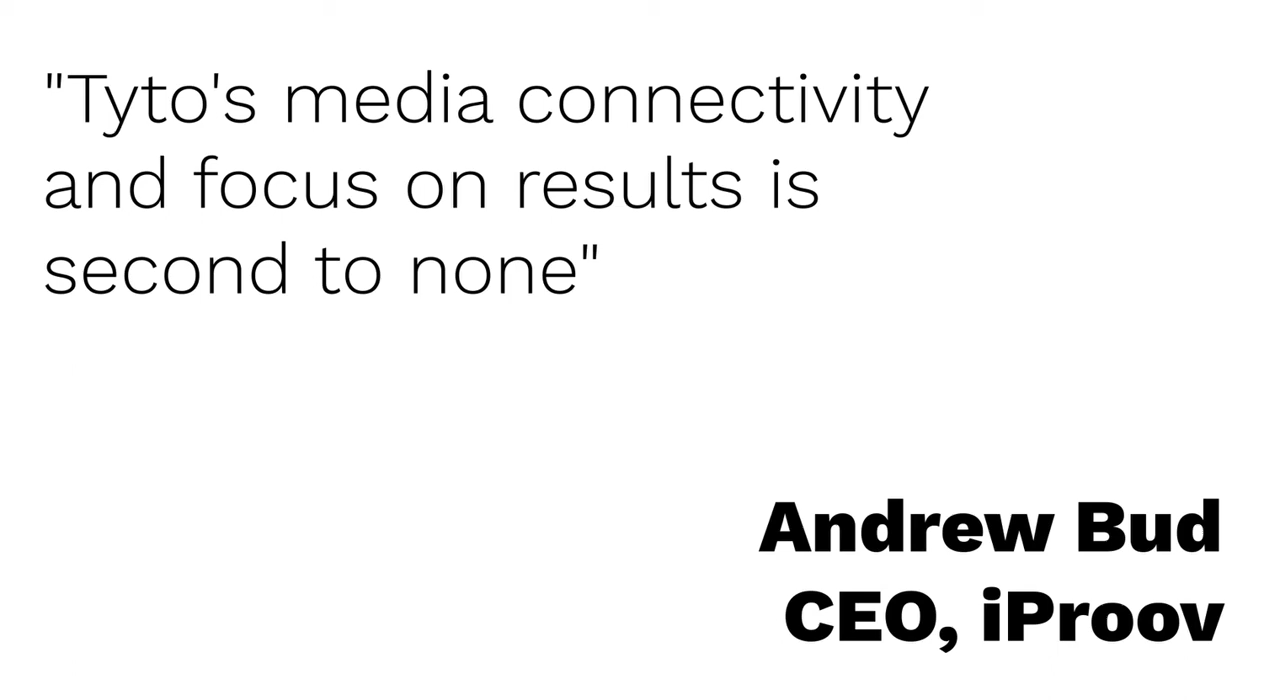 "Tyto's media connectivity
and focus on results is
second to none"
Andrew Bud
CEO, iProov